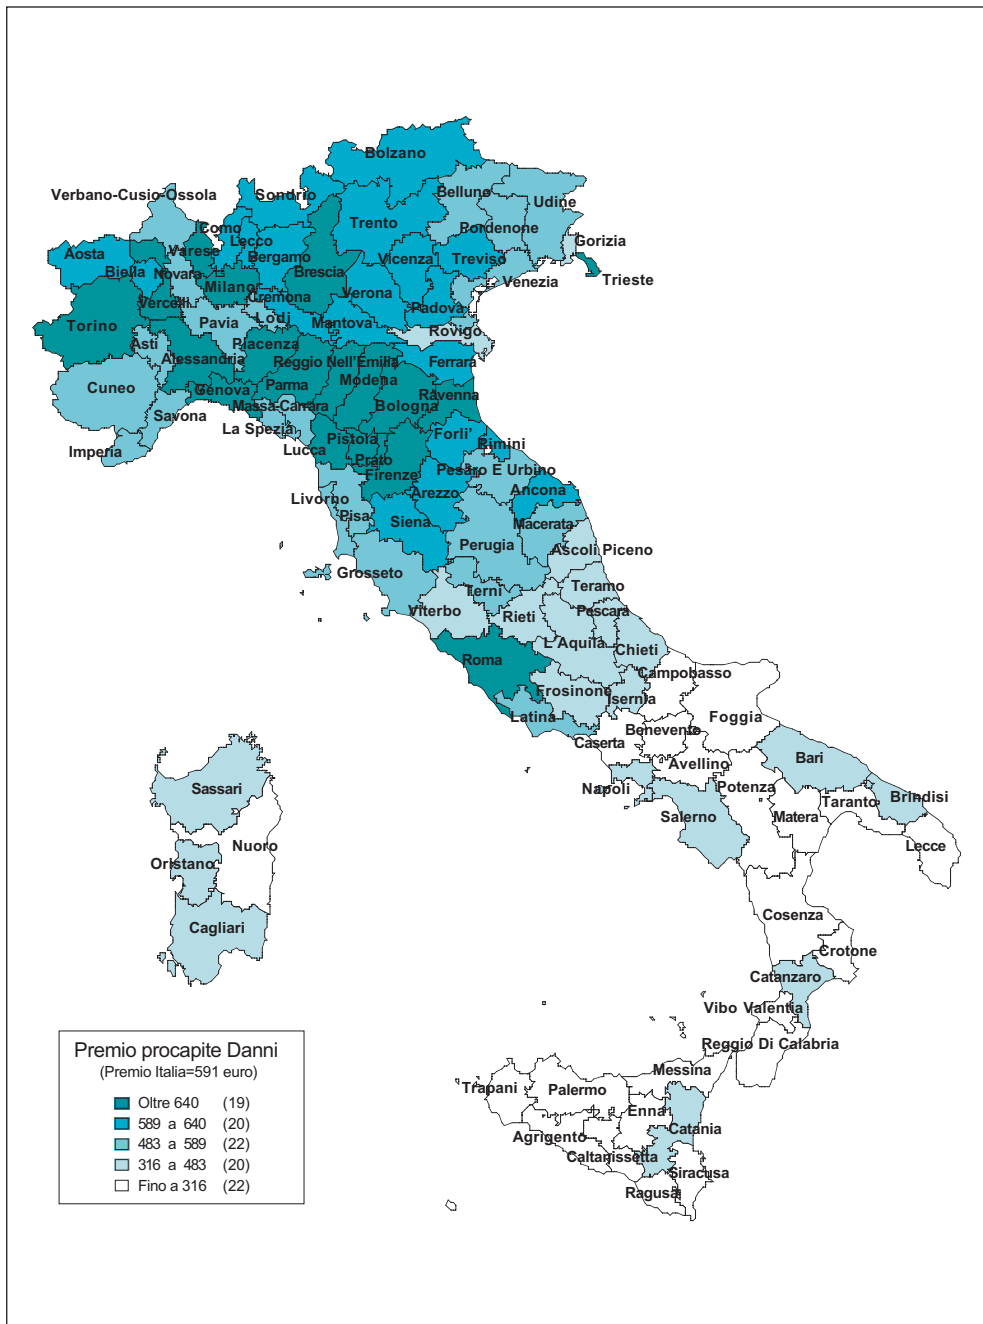 Bolzano
Verbano-Cusio-Ossola
Sondrio
Belluno
Udine
Como
Trento
Pordenone
Lecco
Gorizia
Aosta
Varese
Bergamo
Vicenza
Treviso
Biella
Novara
Brescia
Venezia
Trieste
Milano
Cremona
Verona
Vercelli
Padova
Torino
Pavia
Lodi
Mantova
Rovigo
Asti
Piacenza
Alessandria
Reggio Nell'Emilia
Ferrara
Cuneo
Genova
Parma
Modena
Ravenna
Savona
Massa-Carrara
Bologna
La Spezia
Forli'
Rimini
Imperia
Lucca
Pistoia
Prato
Firenze
Pesaro E Urbino
Livorno
Arezzo
Ancona
Pisa
Siena
Macerata
Perugia
Ascoli Piceno
Grosseto
Terni
Teramo
Viterbo
Rieti
Pescara
L'Aquila
Chieti
Roma
Campobasso
Frosinone
Isernia
Latina
Foggia
Caserta
Benevento
Avellino
Bari
Napoli
Potenza
Sassari
Salerno
Matera
Taranto
Brindisi
Nuoro
Lecce
Oristano
Cagliari
Cosenza
Crotone
Catanzaro
Vibo Valentia
Reggio Di Calabria
Messina
Trapani
Palermo
Enna
Agrigento
Catania
Caltanissetta
Siracusa
Ragusa
Premio procapite Danni
(Premio Italia=591 euro)
Oltre 640 (19)
589 a 640 (20)
483 a 589 (22)
316 a 483 (20)
Fino a 316 (22)